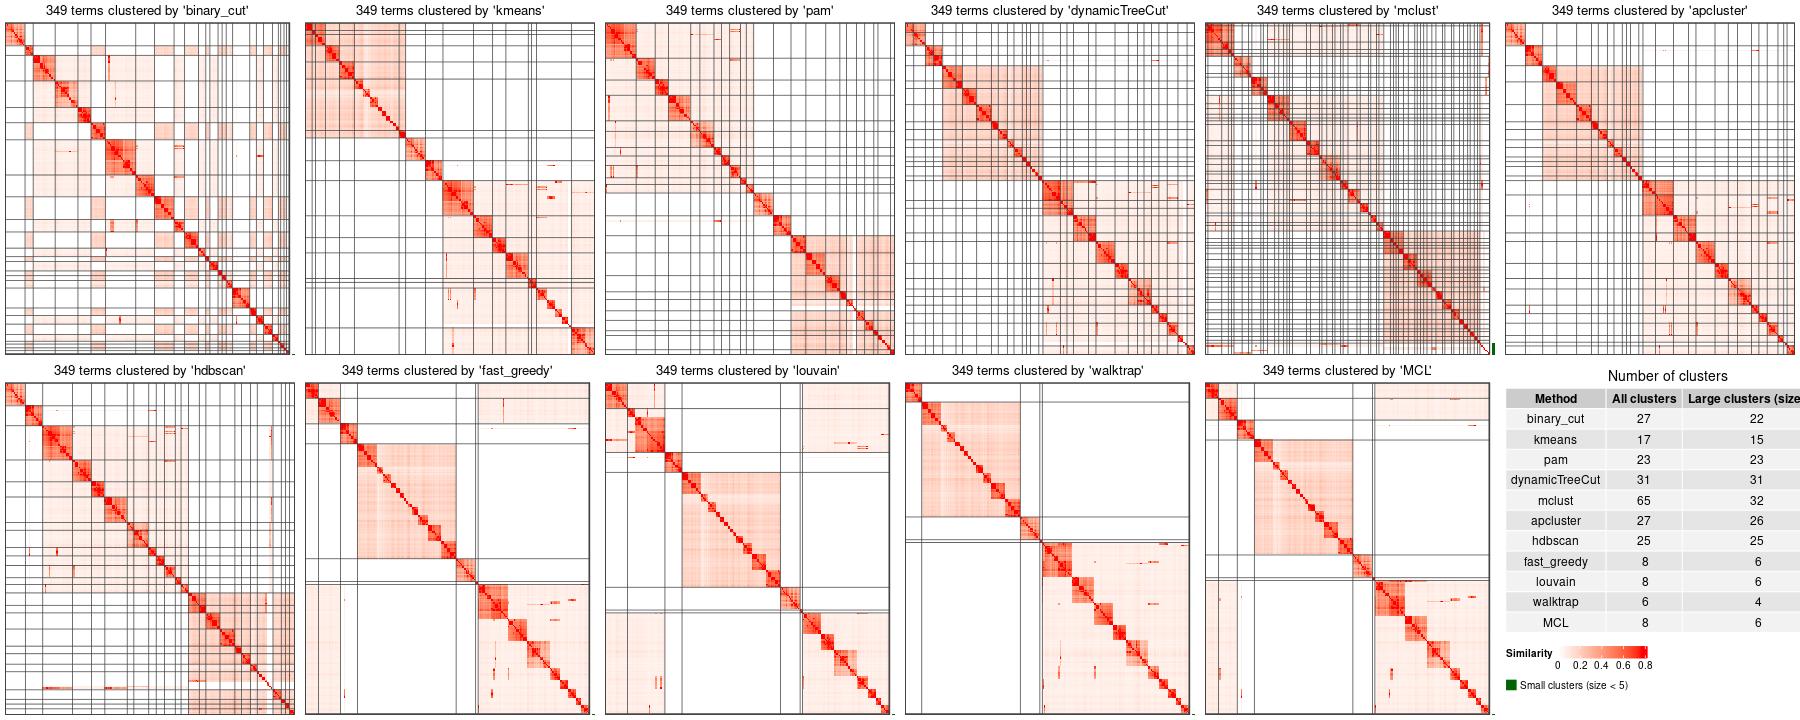 349 terms clustered by 'binary_cut'
349 terms clustered by 'kmeans'
349 terms clustered by 'pam'
349 terms clustered by 'dynamicTreeCut'
349 terms clustered by 'mclust'
349 terms clustered by 'apcluster'
349 terms clustered by 'hdbscan'
349 terms clustered by 'fast_greedy'
349 terms clustered by 'louvain'
349 terms clustered by 'walktrap'
349 terms clustered by 'MCL'
Number of clusters
Method All clusters Large clusters (size
binary_cut 27 22
kmeans 17 15
pam 23 23
dynamicTreeCut 31 31
mclust 65 32
apcluster 27 26
hdbscan 25 25
fast_greedy 8 6
louvain 8 6
walktrap 6 4
MCL 8 6
Similarity
0 0.2 0.4 0.6 0.8
Small clusters (size < 5)